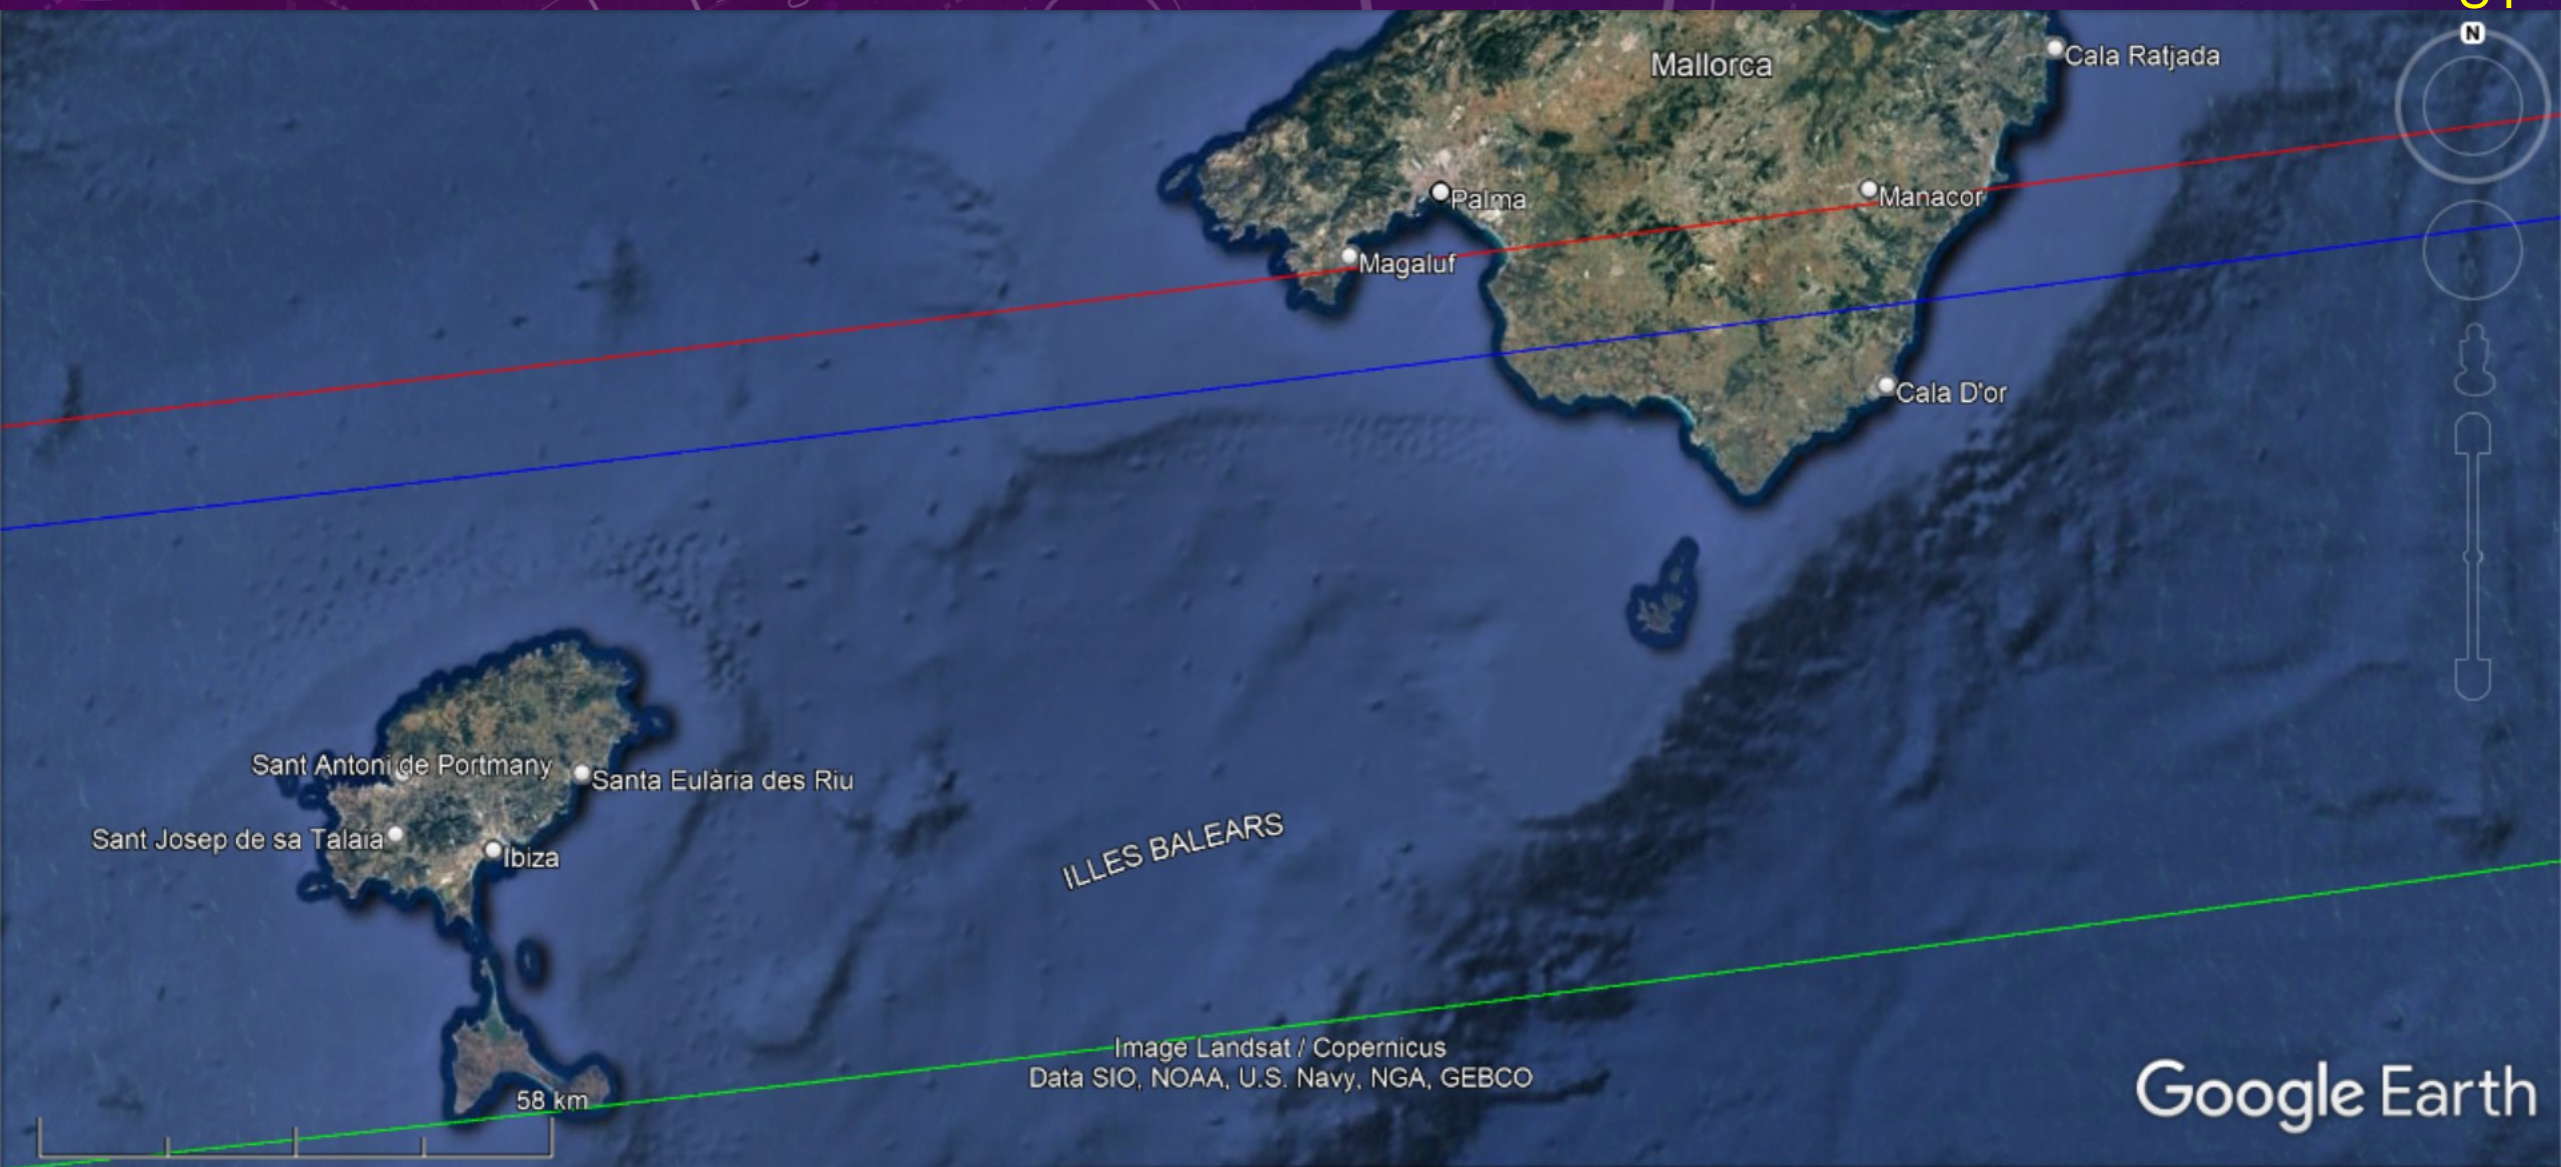 N
Mallorca
Cala Ratjada
Palma
Manacor
Magaluf
Cala D'or
Sant Antoni de Portmany
Santa Eulària des Riu
Sant Josep de sa Talaia
Ibiza
ILLES BALEARS
Image Landsat / Copernicus
Data SIO, NOAA, U.S. Navy, NGA, GEBCO
58 km
Google Earth